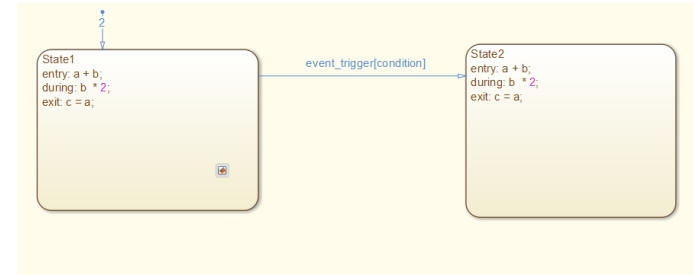 2
State1
entry: a + b;
during: b * 2;
exit: c = a;
event_trigger[condition]
State2
entry: a + b;
during: b * 2;
exit: c = a;